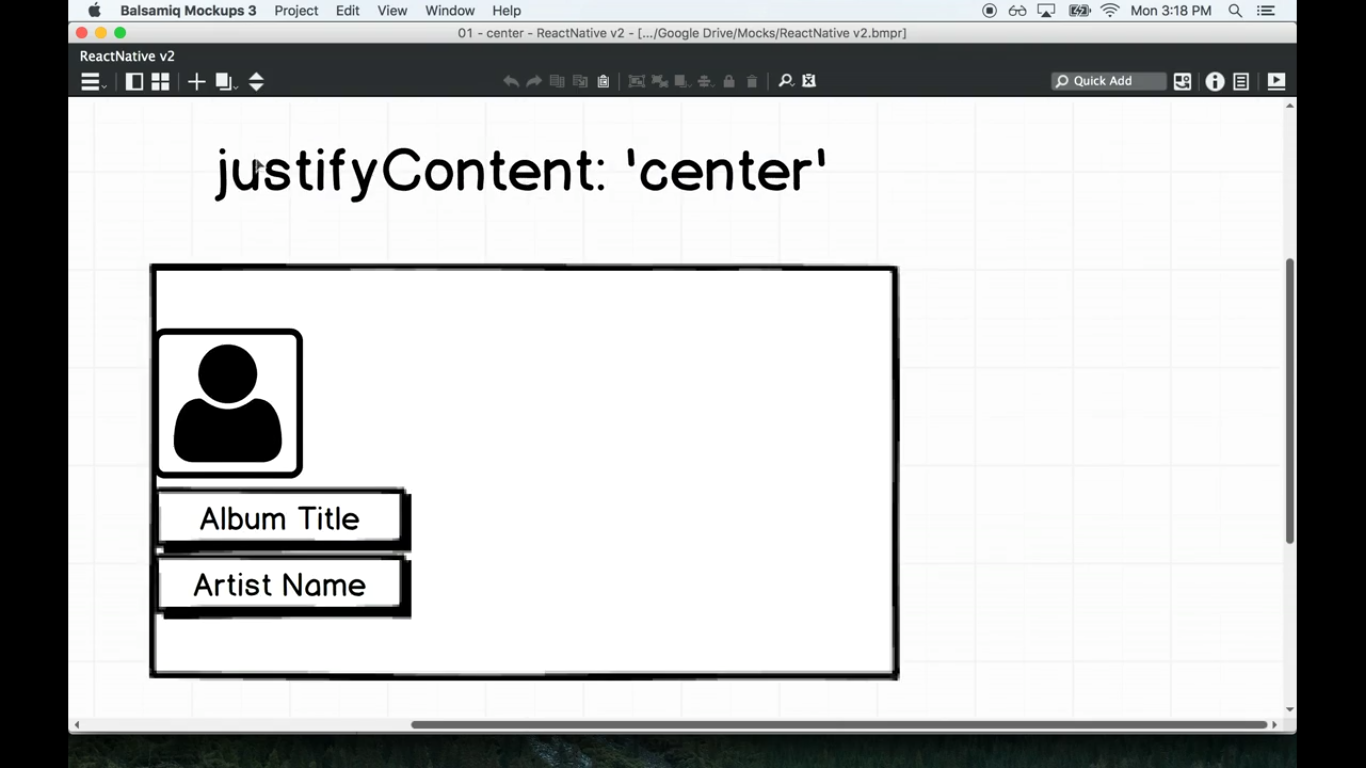 Balsamiq Mockups 3 Project Edit View Window Help Mon 3:18 PM
01 - center - ReactNative v2 - [.../Google Drive/Mocks/ReactNative v2.bmpr]
ReactNative v2
Quick Add
justifyContent: 'center'
Album Title
Artist Name